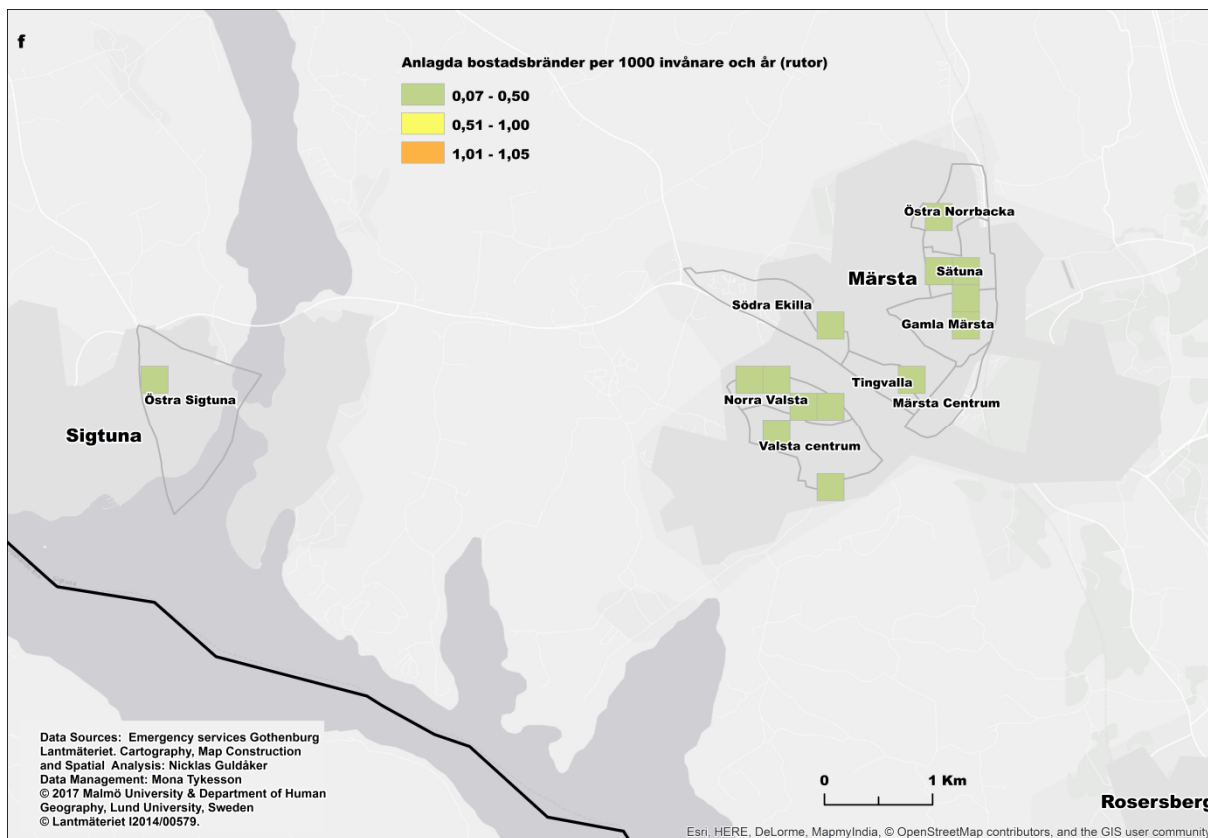 f
Anlagda bostadsbränder per 1000 invånare och år (rutor)
0,07 - 0,50
0,51 - 1,00
1,01 - 1,05
Östra Norrbacka
Sätuna
Märsta
Södra Ekilla
Gamla Märsta
Tingvalla
Märsta Centrum
Norra Valsta
Valsta centrum
Östra Sigtuna
Sigtuna
Data Sources: Emergency services Gothenburg
Lantmäteriet. Cartography, Map Construction
and Spatial Analysis: Nicklas Guldåker
Data Management: Mona Tykesson
© 2017 Malmö University & Department of Human
Geography, Lund University, Sweden
© Lantmäteriet I2014/00579.
0 1 Km
Rosersberg
Esri, HERE, DeLorme, MapmyIndia, © OpenStreetMap contributors, and the GIS user community